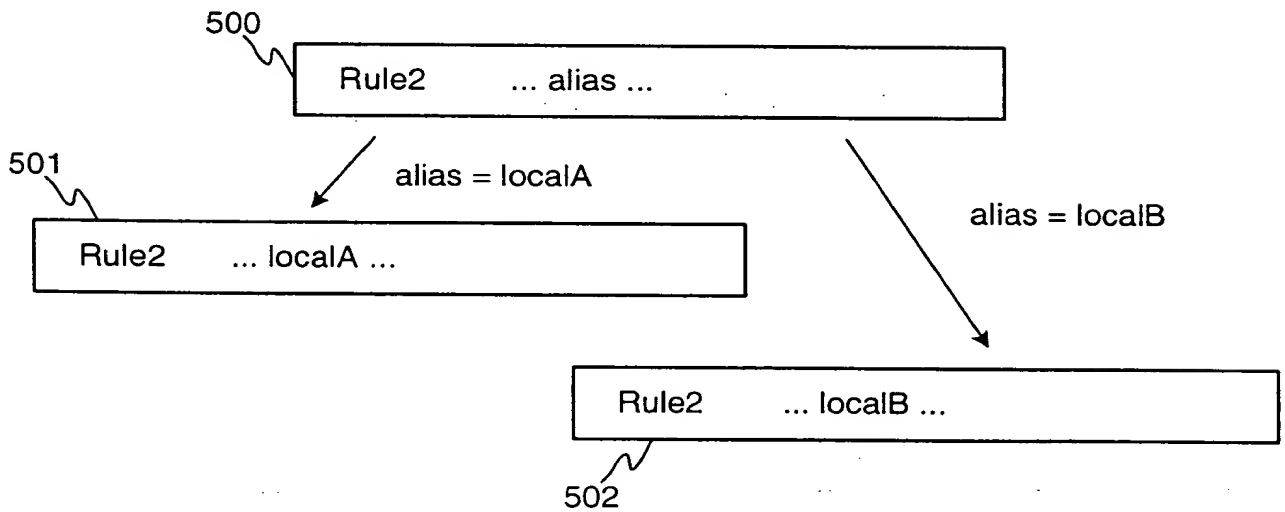 500
Rule2 ... alias ...
501
alias = localA
alias = localB
Rule2 ... localA ...
Rule2 ... localB ...
502